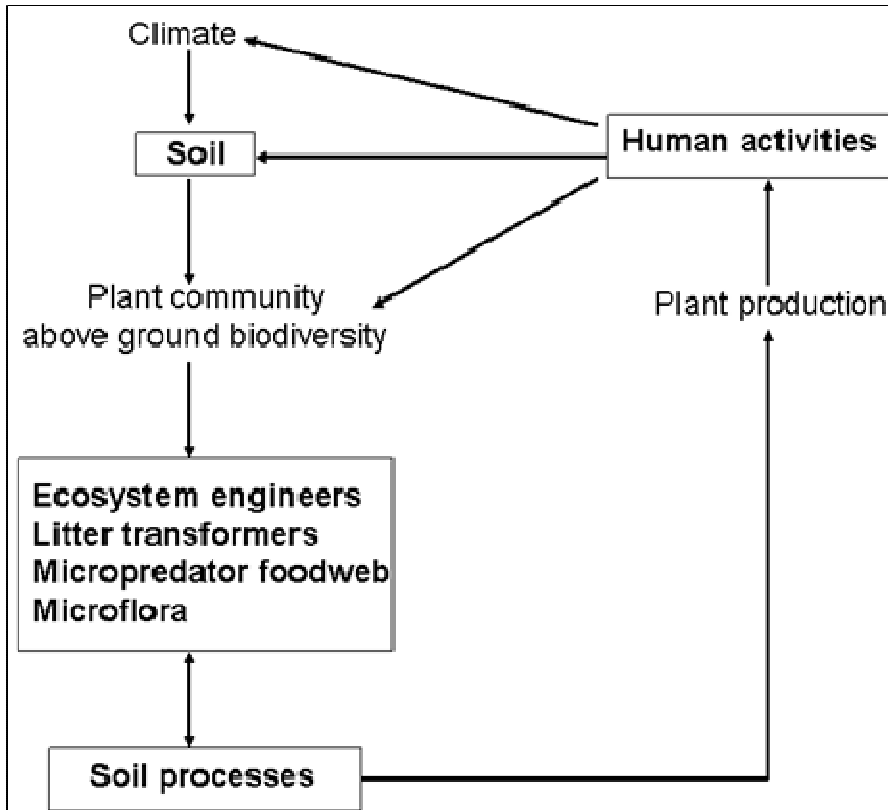 Climate
Soil
Human activities
Plant community
above ground biodiversity
Plant production
Ecosystem engineers
Litter transformers
Micropredator foodweb
Microflora
Soil processes